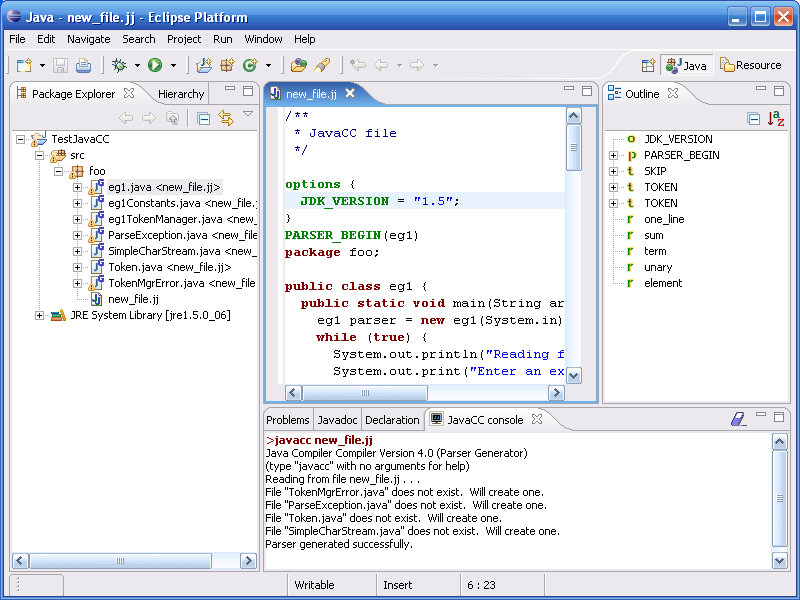 Java - new_file.jj - Eclipse Platform
File Edit Navigate Search Project Run Window Help
Java Resource
Package Explorer Hierarchy
TestJavaCC
src
foo
eg1.java <new_file.jj>
eg1Constants.java <new_file.
eg1TokenManager.java <new_
ParseException.java <new_file.
SimpleCharStream.java <new_
Token.java <new_file.jj>
TokenMgrError.java <new_file
new_file.jj
JRE System Library [jre1.5.0_06]
new_file.jj
/**
* JavaCC file
*/
options {
JDK_VERSION = "1.5";
}
PARSER_BEGIN(eg1)
package foo;
public class eg1 {
public static void main(String ar
eg1 parser = new eg1(System.in)
while (true) {
System.out.println("Reading f
System.out.print("Enter an ex
Outline
JDK_VERSION
PARSER_BEGIN
SKIP
TOKEN
TOKEN
one_line
sum
term
unary
element
Problems Javadoc Declaration JavaCC console
>javacc new_file.jj
Java Compiler Compiler Version 4.0 (Parser Generator)
(type "javacc" with no arguments for help)
Reading from file new_file.jj . . .
File "TokenMgrError.java" does not exist.  Will create one.
File "ParseException.java" does not exist.  Will create one.
File "Token.java" does not exist.  Will create one.
File "SimpleCharStream.java" does not exist.  Will create one.
Parser generated successfully.
Writable Insert 6 : 23